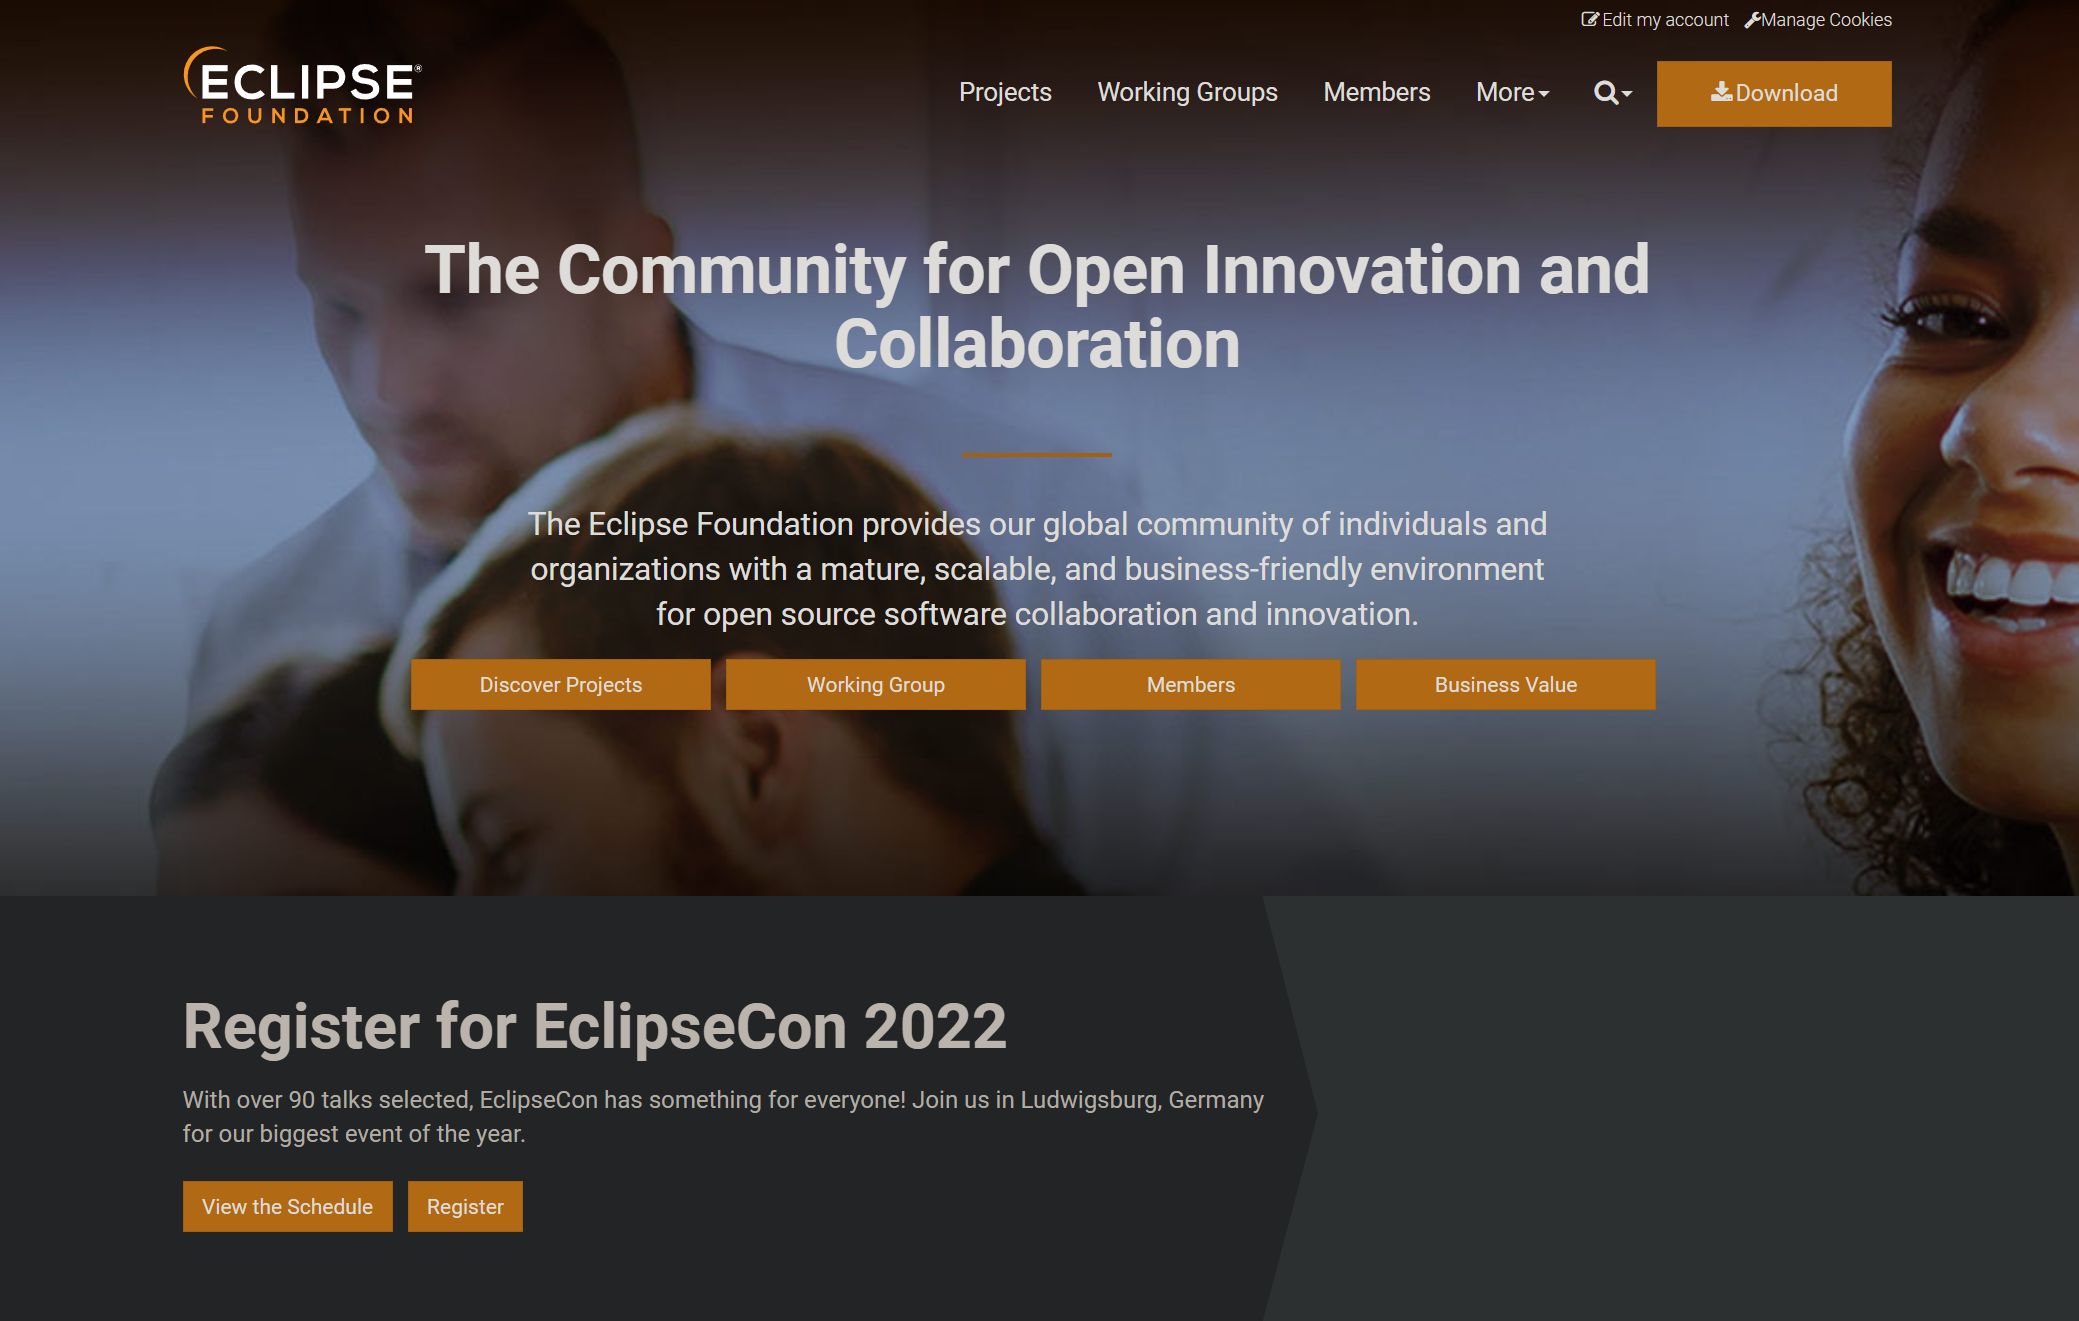 Edit my account Manage Cookies
ECLIPSE®
FOUNDATION
Projects Working Groups Members More Download
The Community for Open Innovation and
Collaboration
The Eclipse Foundation provides our global community of individuals and
organizations with a mature, scalable, and business-friendly environment
for open source software collaboration and innovation.
Discover Projects Working Group Members Business Value
Register for EclipseCon 2022
With over 90 talks selected, EclipseCon has something for everyone! Join us in Ludwigsburg, Germany
for our biggest event of the year.
View the Schedule Register